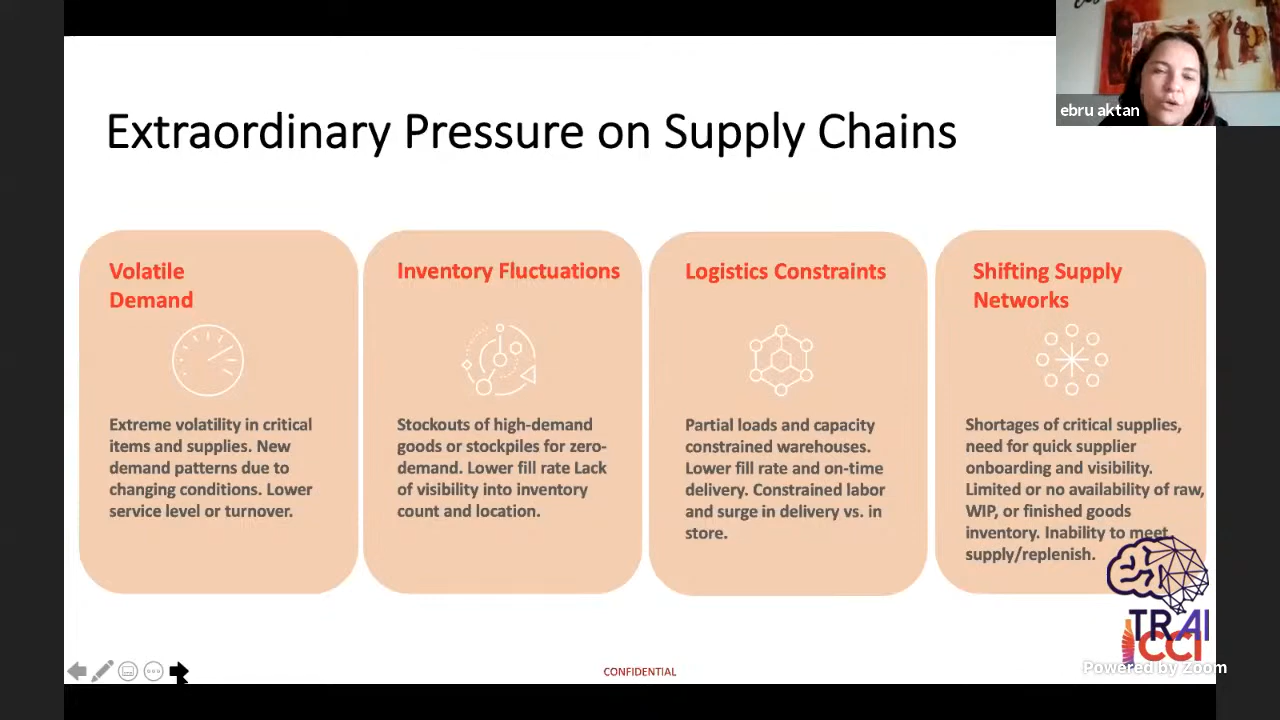 ebru aktan
Extraordinary Pressure on Supply Chains
Volatile
Demand
Extreme volatility in critical
items and supplies. New
demand patterns due to
changing conditions. Lower
service level or turnover.
Inventory Fluctuations
Stockouts of high-demand
goods or stockpiles for zero-
demand. Lower fill rate Lack
of visibility into inventory
count and location.
Logistics Constraints
Partial loads and capacity
constrained warehouses.
Lower fill rate and on-time
delivery. Constrained labor
and surge in delivery vs. in
store.
Shifting Supply
Networks
Shortages of critical supplies,
need for quick supplier
onboarding and visibility.
Limited or no availability of raw,
WIP, or finished goods
inventory. Inability to meet
supply/replenish.
TRAI
CCI
CONFIDENTIAL
Powered by Zoom